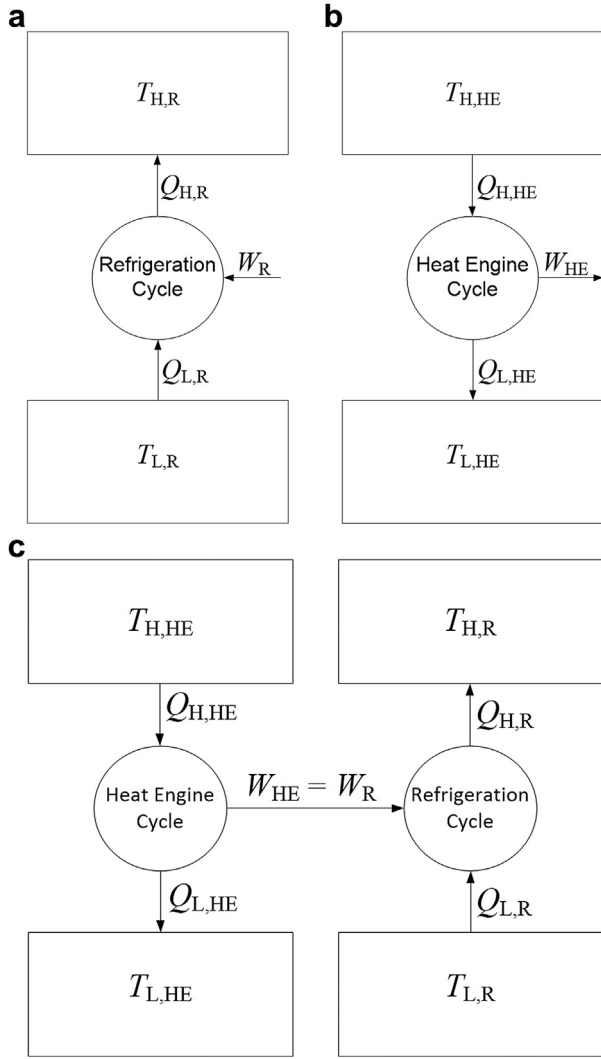 a
T_H,R
Q_H,R
Refrigeration
Cycle
W_R
Q_L,R
T_L,R
b
T_H,HE
Q_H,HE
Heat Engine
Cycle
W_HE
Q_L,HE
T_L,HE
c
T_H,HE
Q_H,HE
Heat Engine
Cycle
W_HE = W_R
Q_L,HE
T_L,HE
T_H,R
Q_H,R
Refrigeration
Cycle
Q_L,R
T_L,R